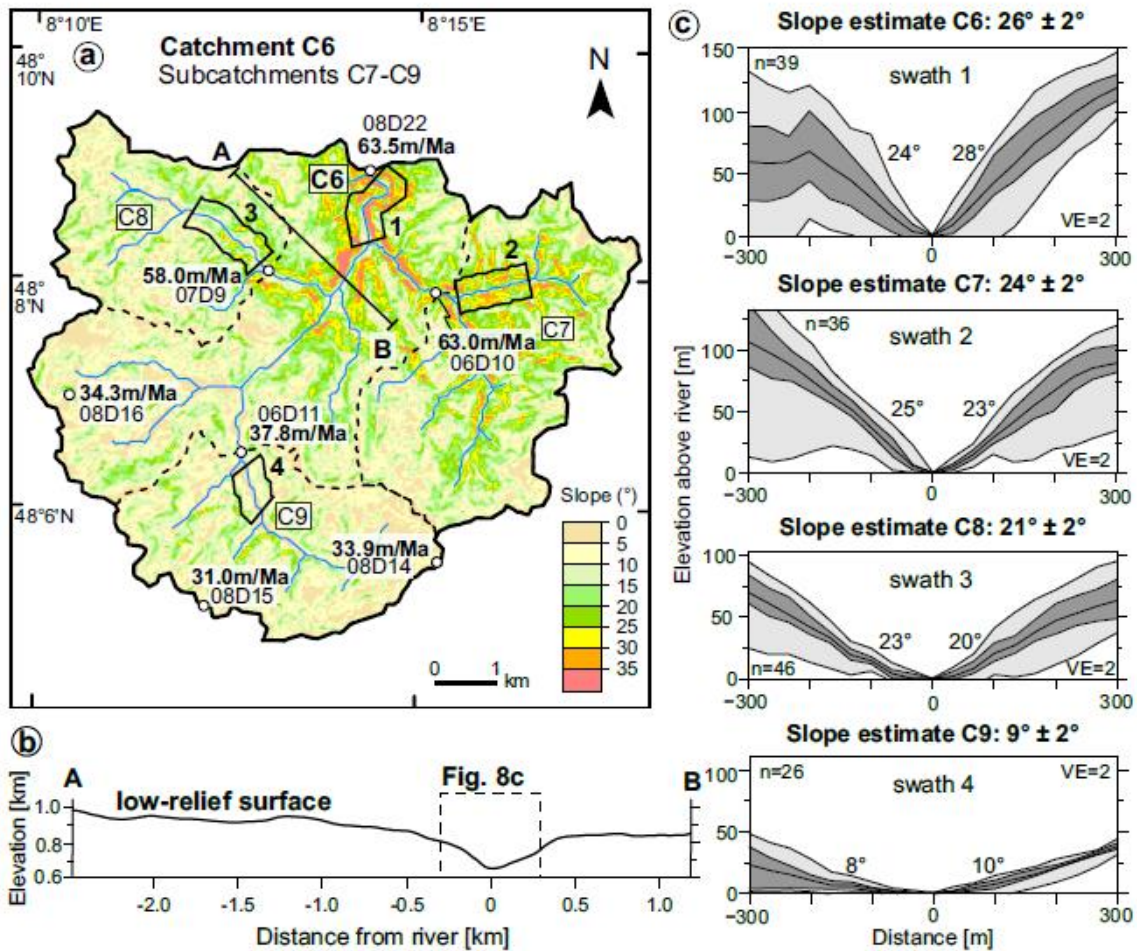 8°10'E
8°15'E
a
Catchment C6
Subcatchments C7-C9
48°
10'N
N
08D22
63.5m/Ma
A
C6
C8
3
1
2
48°
8'N
58.0m/Ma
07D9
C7
B
63.0m/Ma
06D10
34.3m/Ma
08D16
06D11
37.8m/Ma
4
48°6'N
C9
33.9m/Ma
08D14
31.0m/Ma
08D15
Slope (°)
0
5
10
15
20
25
30
35
0 1
km
b
A
B
Fig. 8c
low-relief surface
Elevation [km]
1.0
0.8
0.6
-2.0 -1.5 -1.0 -0.5 0 0.5 1.0
Distance from river [km]
c
Slope estimate C6: 26° ± 2°
150
100
50
0
n=39
swath 1
24° 28°
VE=2
−300 0 300
Slope estimate C7: 24° ± 2°
100
50
0
n=36
swath 2
25° 23°
VE=2
−300 0 300
Elevation above river [m]
Slope estimate C8: 21° ± 2°
100
50
0
swath 3
23° 20°
n=46
VE=2
−300 0 300
Slope estimate C9: 9° ± 2°
100
50
0
n=26
VE=2
swath 4
8° 10°
−300 0 300
Distance [m]